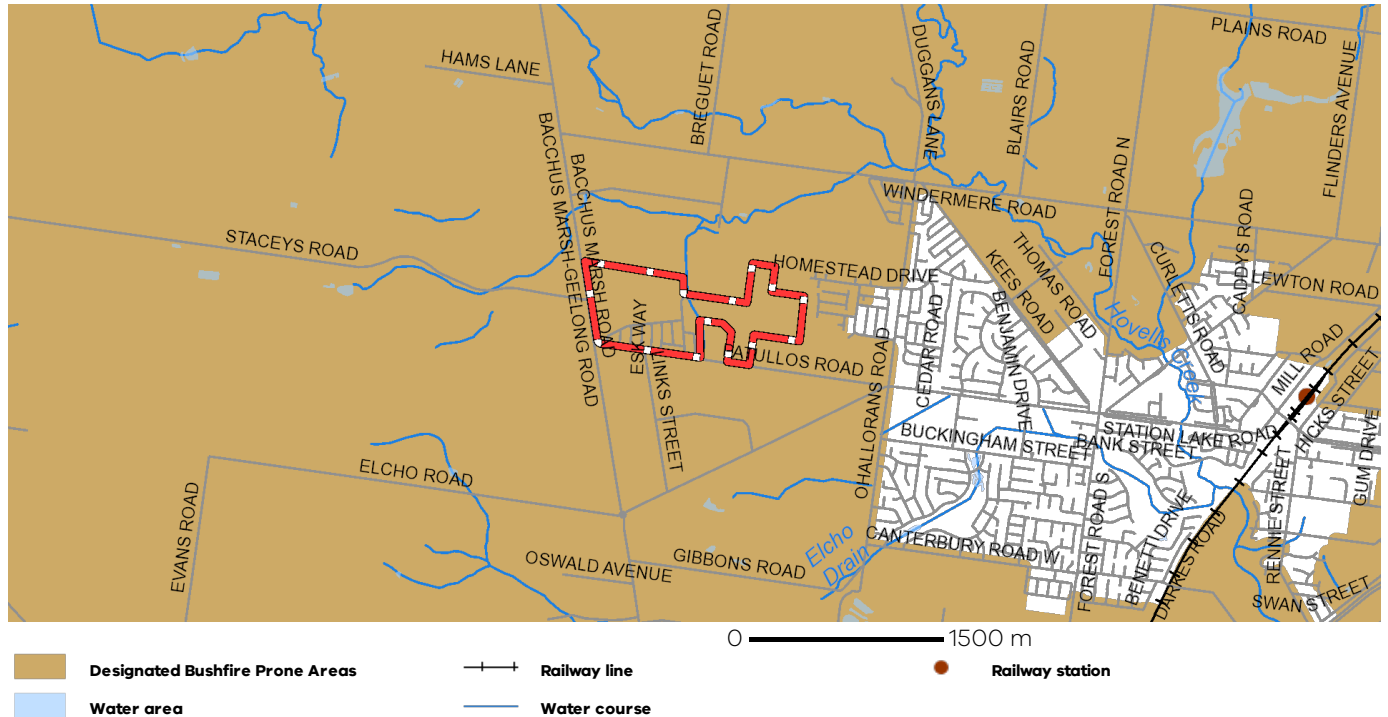 PLAINS ROAD
HAMS LANE
BREGUET ROAD
DUGGANS LANE
BLAIRS ROAD
FLINDERS AVENUE
BACCHUS MARSH-GEELONG ROAD
BACCHUS MARSH ROAD
WINDERMERE ROAD
FOREST ROAD N
STACEYS ROAD
HOMESTEAD DRIVE
KEES ROAD
THOMAS ROAD
CURLETTS ROAD
CADDYS ROAD
LEWTON ROAD
ESK WAY
LINKS STREET
PATULLOS ROAD
OHALLORANS ROAD
CEDAR ROAD
BENJAMIN DRIVE
Hovells Creek
MILL ROAD
HICKS STREET
STATION LAKE ROAD
BUCKINGHAM STREET
BANK STREET
GUM DRIVE
ELCHO ROAD
EVANS ROAD
OSWALD AVENUE
GIBBONS ROAD
Elcho
Drain
CANTERBURY ROAD W
FOREST ROAD S
BENETTI DRIVE
DARKES ROAD
RENNIE STREET
SWAN STREET
0 1500 m
Designated Bushfire Prone Areas
Railway line
Railway station
Water area
Water course